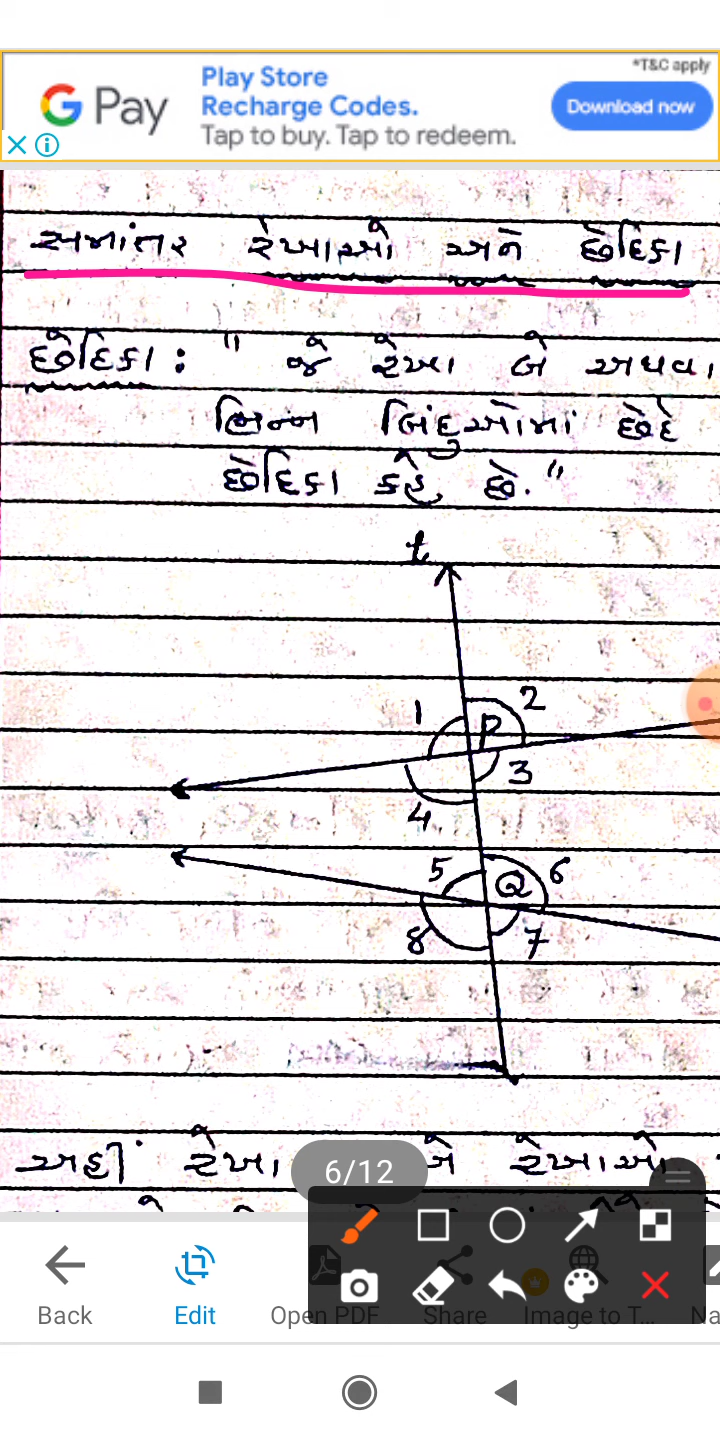 *T&C apply
G Pay
Play Store
Recharge Codes.
Tap to buy. Tap to redeem.
Download now
સમાંતર રેખાઓ અને છેદિકા
છેદિકા : " જે રેખા બે અથવા
ભિન્ન બિંદુઓમાં છેદે
છેદિકા કહે છે."
t
1
P
2
3
4
5
Q
6
8
7
અહીં રેખા રેખાઓ
6/12
Back
Edit
Open PDF
Share
Image to T...
Na